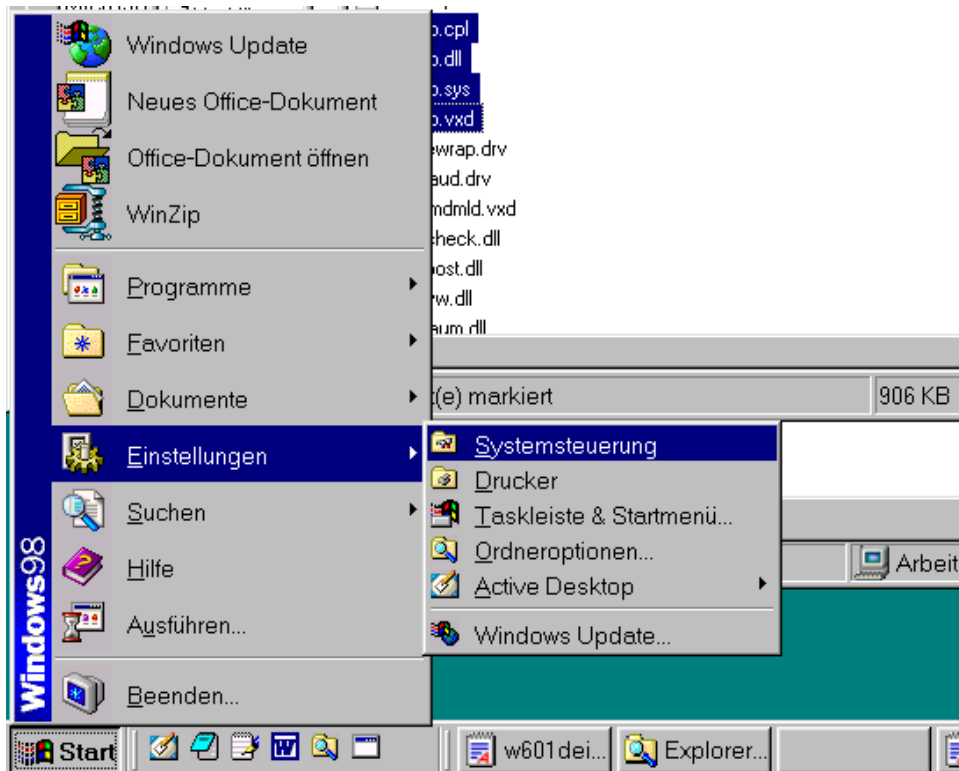 Windows Update
Neues Office-Dokument
Office-Dokument öffnen
WinZip
Programme
Favoriten
Dokumente
Einstellungen
Suchen
Hilfe
Ausführen...
Beenden...
Windows98
.cpl
.dll
.sys
.vxd
ewrap.drv
aud.drv
mdmld.vxd
check.dll
post.dll
vw.dll
aum.dll
(e) markiert
906 KB
Systemsteuerung
Drucker
Taskleiste & Startmenü...
Ordneroptionen...
Active Desktop
Windows Update...
Arbeit
Start
w601dei...
Explorer...